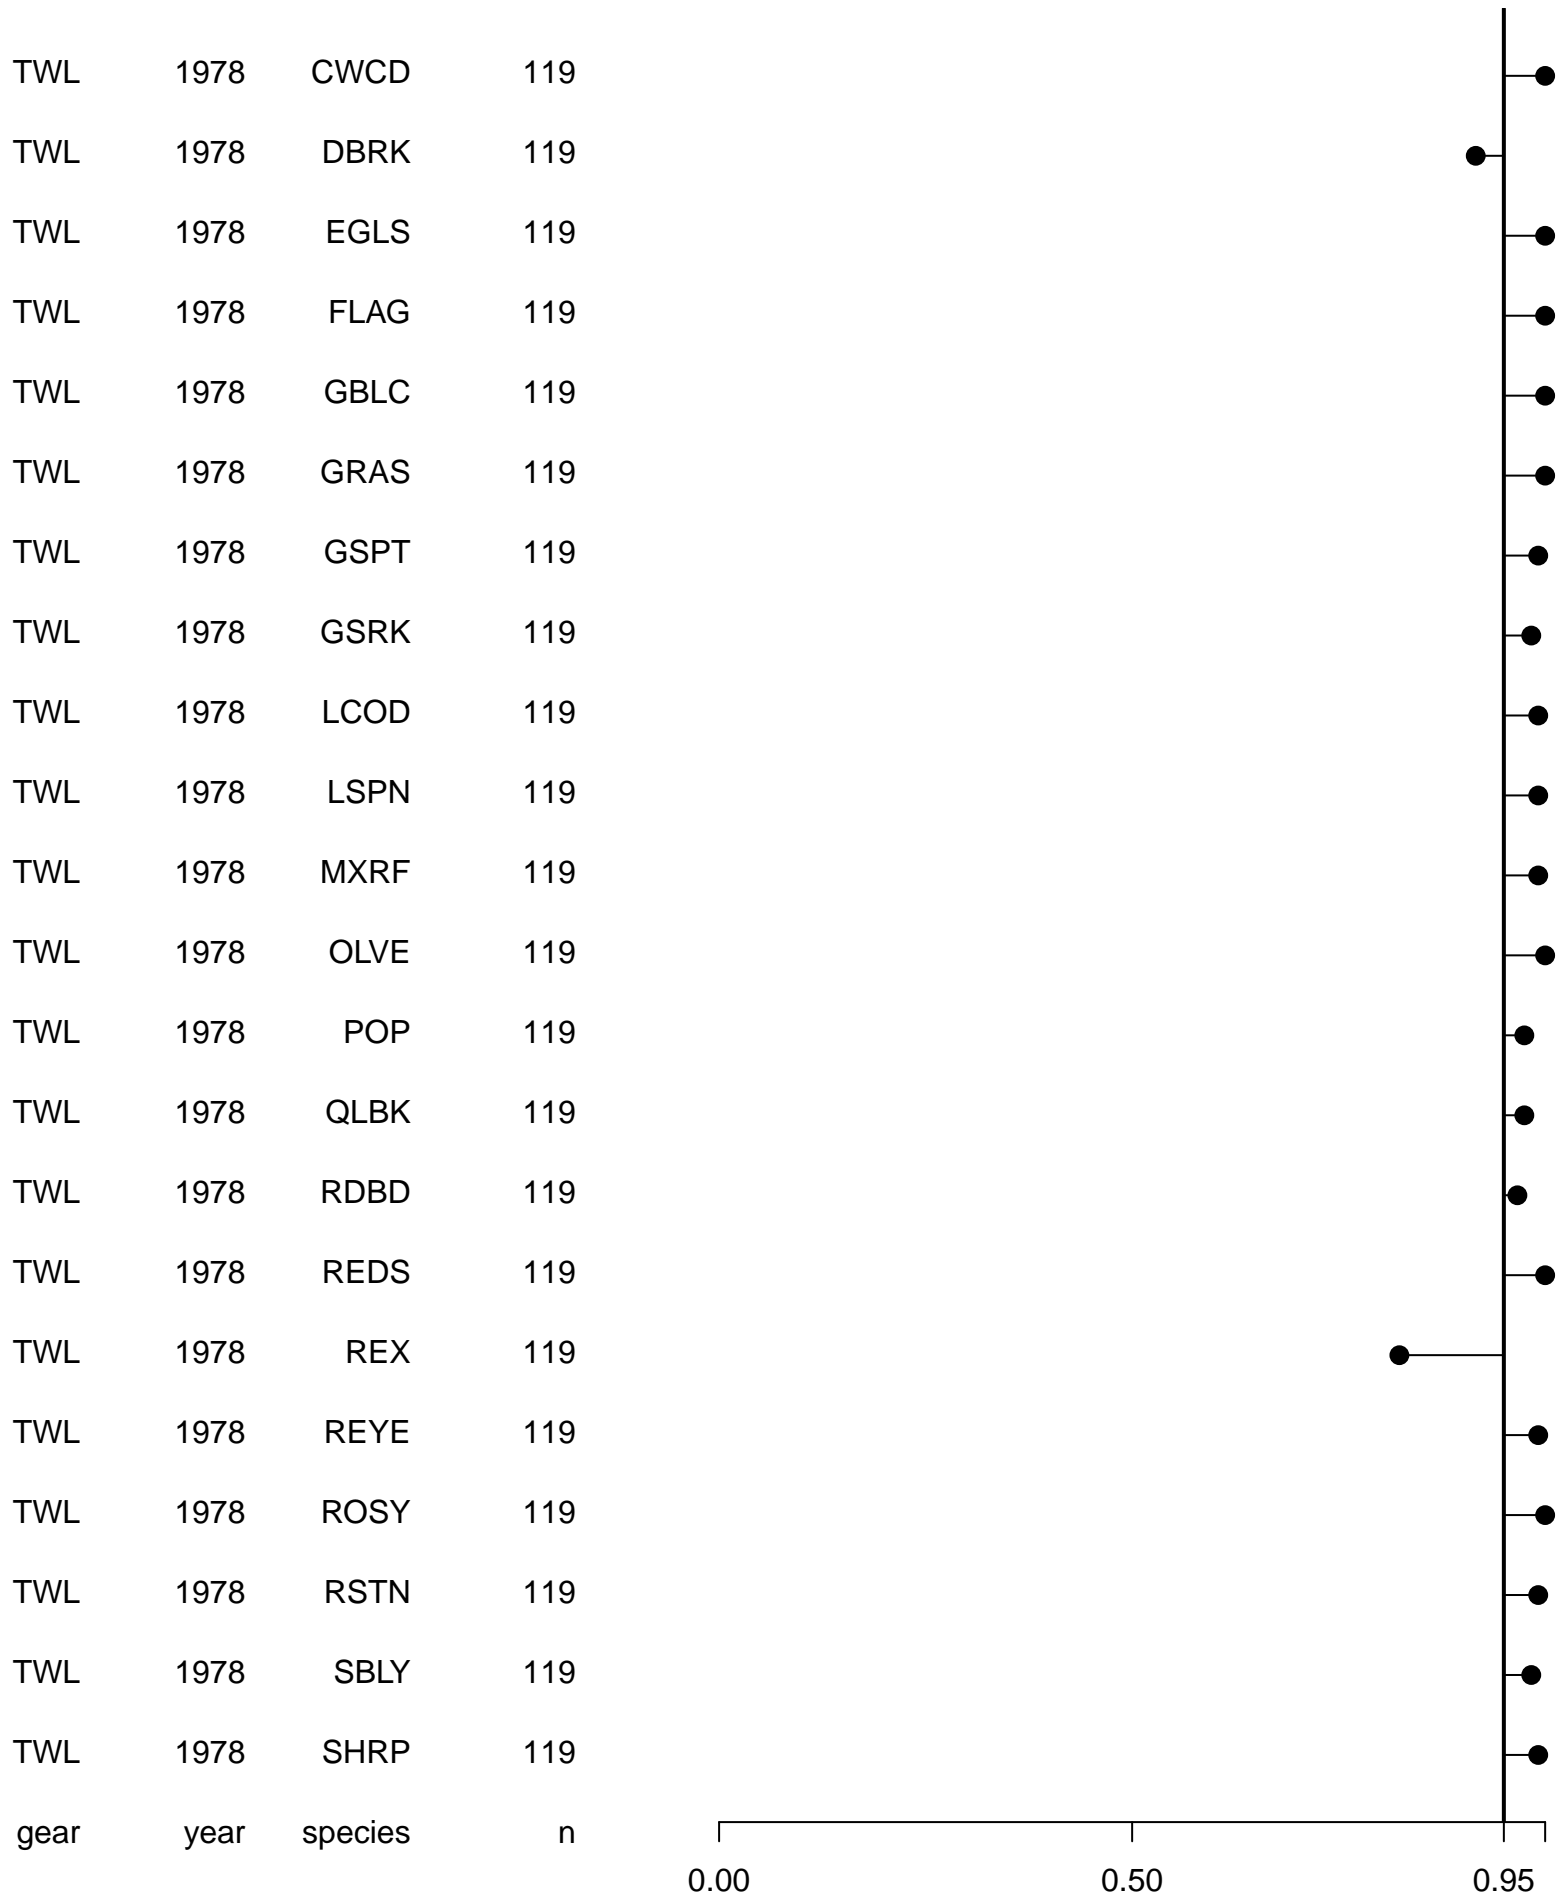 TWL 1978 CWCD 119
TWL 1978 DBRK 119
TWL 1978 EGLS 119
TWL 1978 FLAG 119
TWL 1978 GBLC 119
TWL 1978 GRAS 119
TWL 1978 GSPT 119
TWL 1978 GSRK 119
TWL 1978 LCOD 119
TWL 1978 LSPN 119
TWL 1978 MXRF 119
TWL 1978 OLVE 119
TWL 1978 POP 119
TWL 1978 QLBK 119
TWL 1978 RDBD 119
TWL 1978 REDS 119
TWL 1978 REX 119
TWL 1978 REYE 119
TWL 1978 ROSY 119
TWL 1978 RSTN 119
TWL 1978 SBLY 119
TWL 1978 SHRP 119
gear year species n
0.00 0.50 0.95